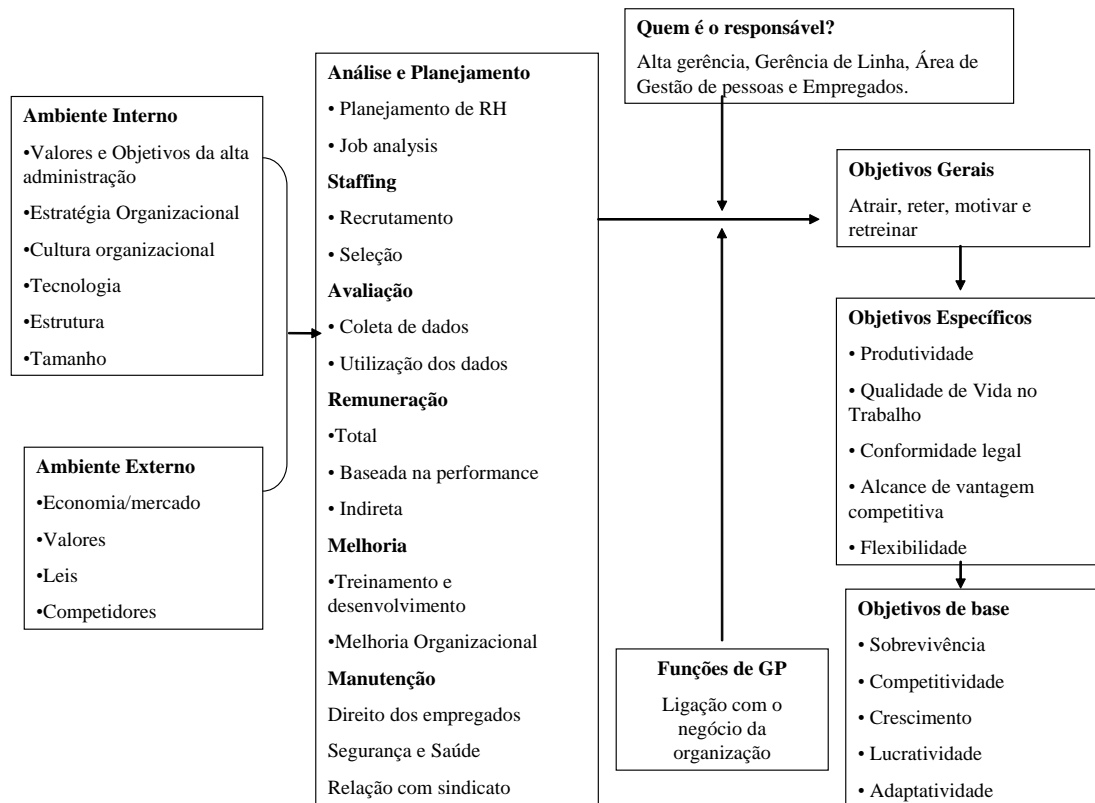 Ambiente Interno
•Valores e Objetivos da alta
administração
•Estratégia Organizacional
•Cultura organizacional
•Tecnologia
•Estrutura
•Tamanho
Ambiente Externo
•Economia/mercado
•Valores
•Leis
•Competidores
Análise e Planejamento
• Planejamento de RH
• Job analysis
Staffing
• Recrutamento
• Seleção
Avaliação
• Coleta de dados
• Utilização dos dados
Remuneração
•Total
• Baseada na performance
• Indireta
Melhoria
•Treinamento e
desenvolvimento
•Melhoria Organizacional
Manutenção
Direito dos empregados
Segurança e Saúde
Relação com sindicato
Quem é o responsável?
Alta gerência, Gerência de Linha, Área de
Gestão de pessoas e Empregados.
Funções de GP
Ligação com o
negócio da
organização
Objetivos Gerais
Atrair, reter, motivar e
retreinar
Objetivos Específicos
• Produtividade
• Qualidade de Vida no
Trabalho
• Conformidade legal
• Alcance de vantagem
competitiva
• Flexibilidade
Objetivos de base
• Sobrevivência
• Competitividade
• Crescimento
• Lucratividade
• Adaptatividade